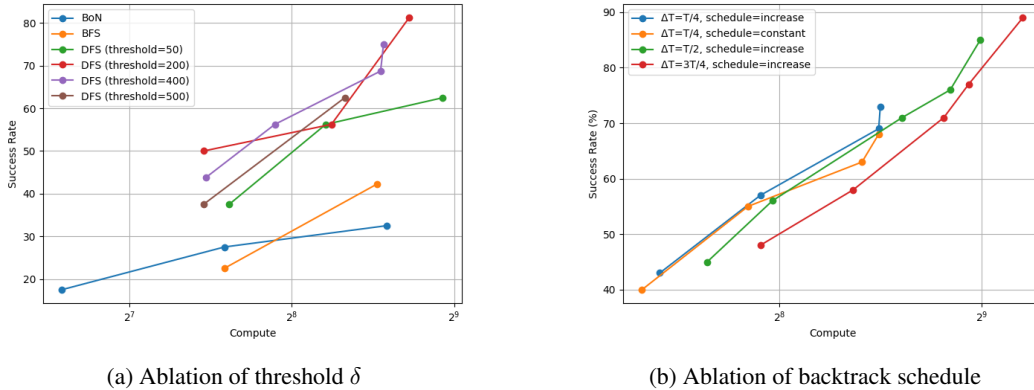 BoN
BFS
DFS (threshold=50)
DFS (threshold=200)
DFS (threshold=400)
DFS (threshold=500)
Success Rate
80
70
60
50
40
30
20
2^7
2^8
2^9
Compute
(a) Ablation of threshold δ
ΔT=T/4, schedule=increase
ΔT=T/4, schedule=constant
ΔT=T/2, schedule=increase
ΔT=3T/4, schedule=increase
Success Rate (%)
90
80
70
60
50
40
2^8
2^9
Compute
(b) Ablation of backtrack schedule